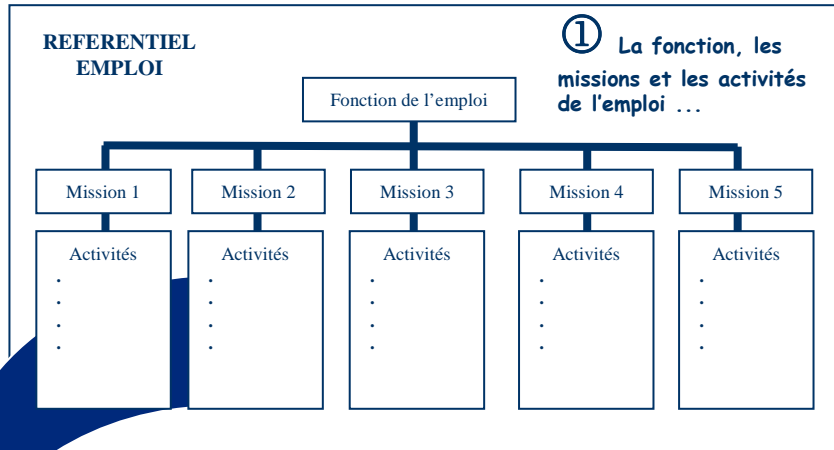 REFERENTIEL
EMPLOI
① La fonction, les
missions et les activités
de l'emploi ...
Fonction de l'emploi
Mission 1
Mission 2
Mission 3
Mission 4
Mission 5
Activités
.
.
.
.
Activités
.
.
.
.
Activités
.
.
.
.
Activités
.
.
.
.
Activités
.
.
.
.